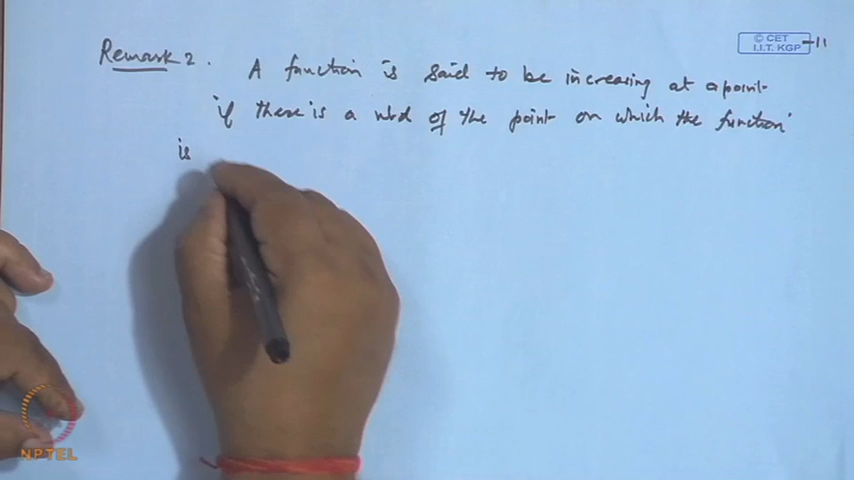 Remark 2. A function is said to be increasing at a point
if there is a nbd of the point on which the function
is
© CET
I.I.T. KGP
11
NPTEL